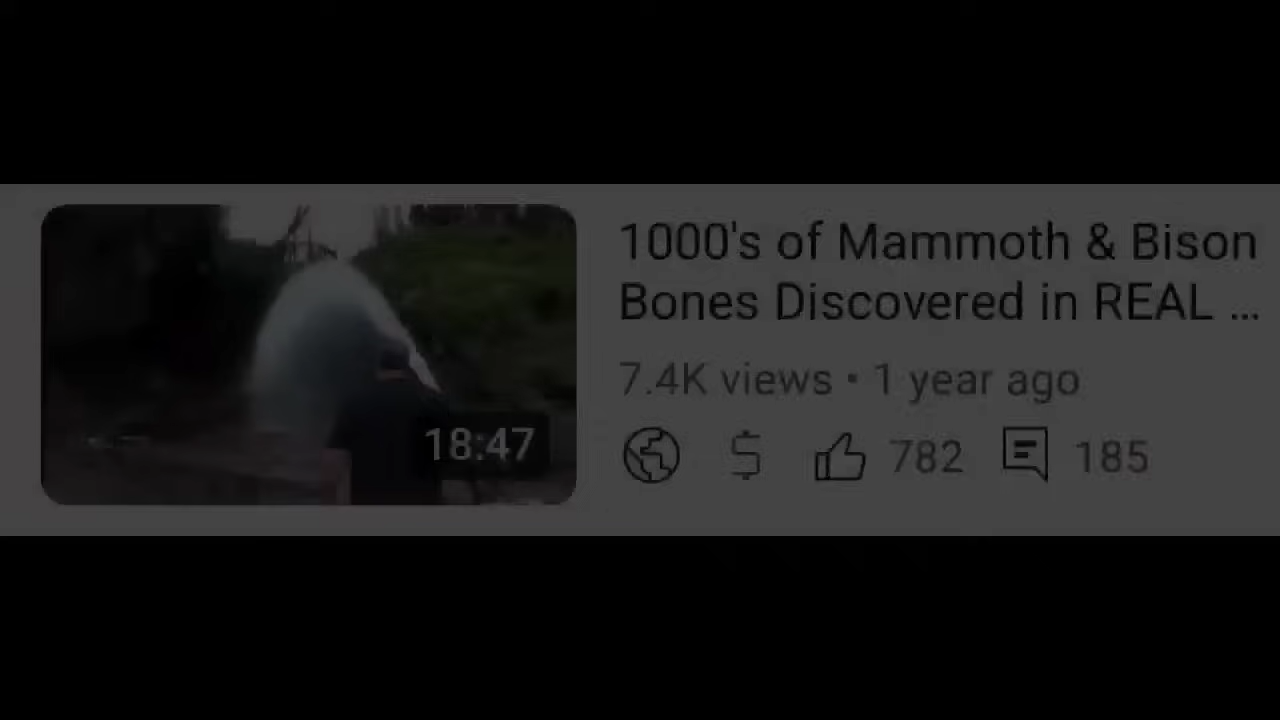 1000's of Mammoth & Bison
Bones Discovered in REAL ...
7.4K views • 1 year ago
18:47
782 185